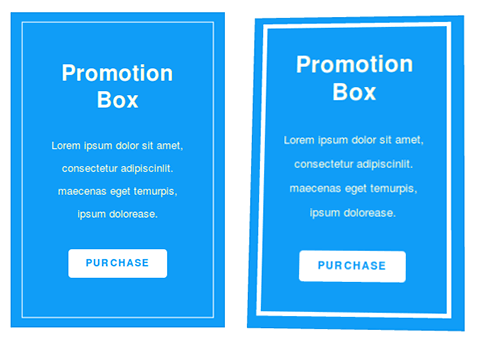 Promotion
Box
Lorem ipsum dolor sit amet,
consectetur adipiscinlit.
maecenas eget temurpis,
ipsum dolorease.
PURCHASE
Promotion
Box
Lorem ipsum dolor sit amet,
consectetur adipiscinlit.
maecenas eget temurpis,
ipsum dolorease.
PURCHASE